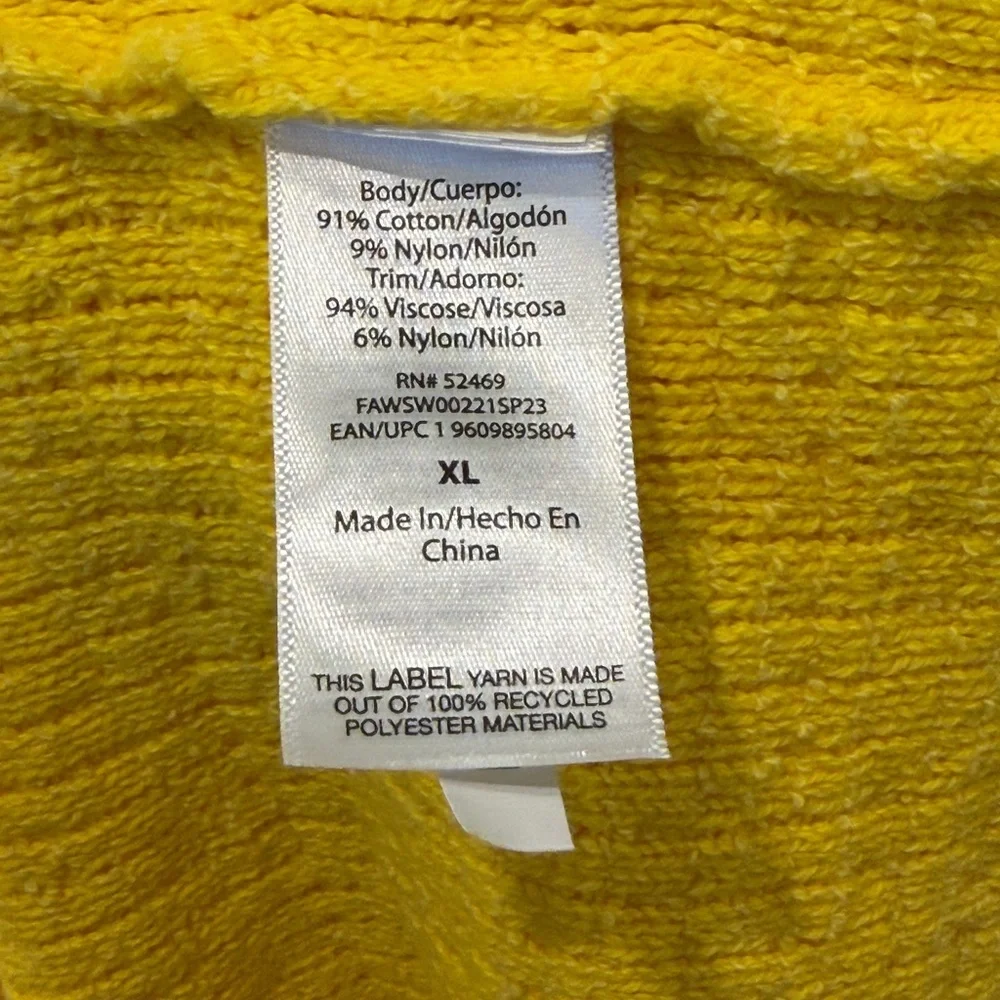 Body/Cuerpo:
91% Cotton/Algodón
9% Nylon/Nilón
Trim/Adorno:
94% Viscose/Viscosa
6% Nylon/Nilón
RN# 52469
FAWSW00221SP23
EAN/UPC 1 9609895804
XL
Made In/Hecho En
China
THIS LABEL YARN IS MADE
OUT OF 100% RECYCLED
POLYESTER MATERIALS